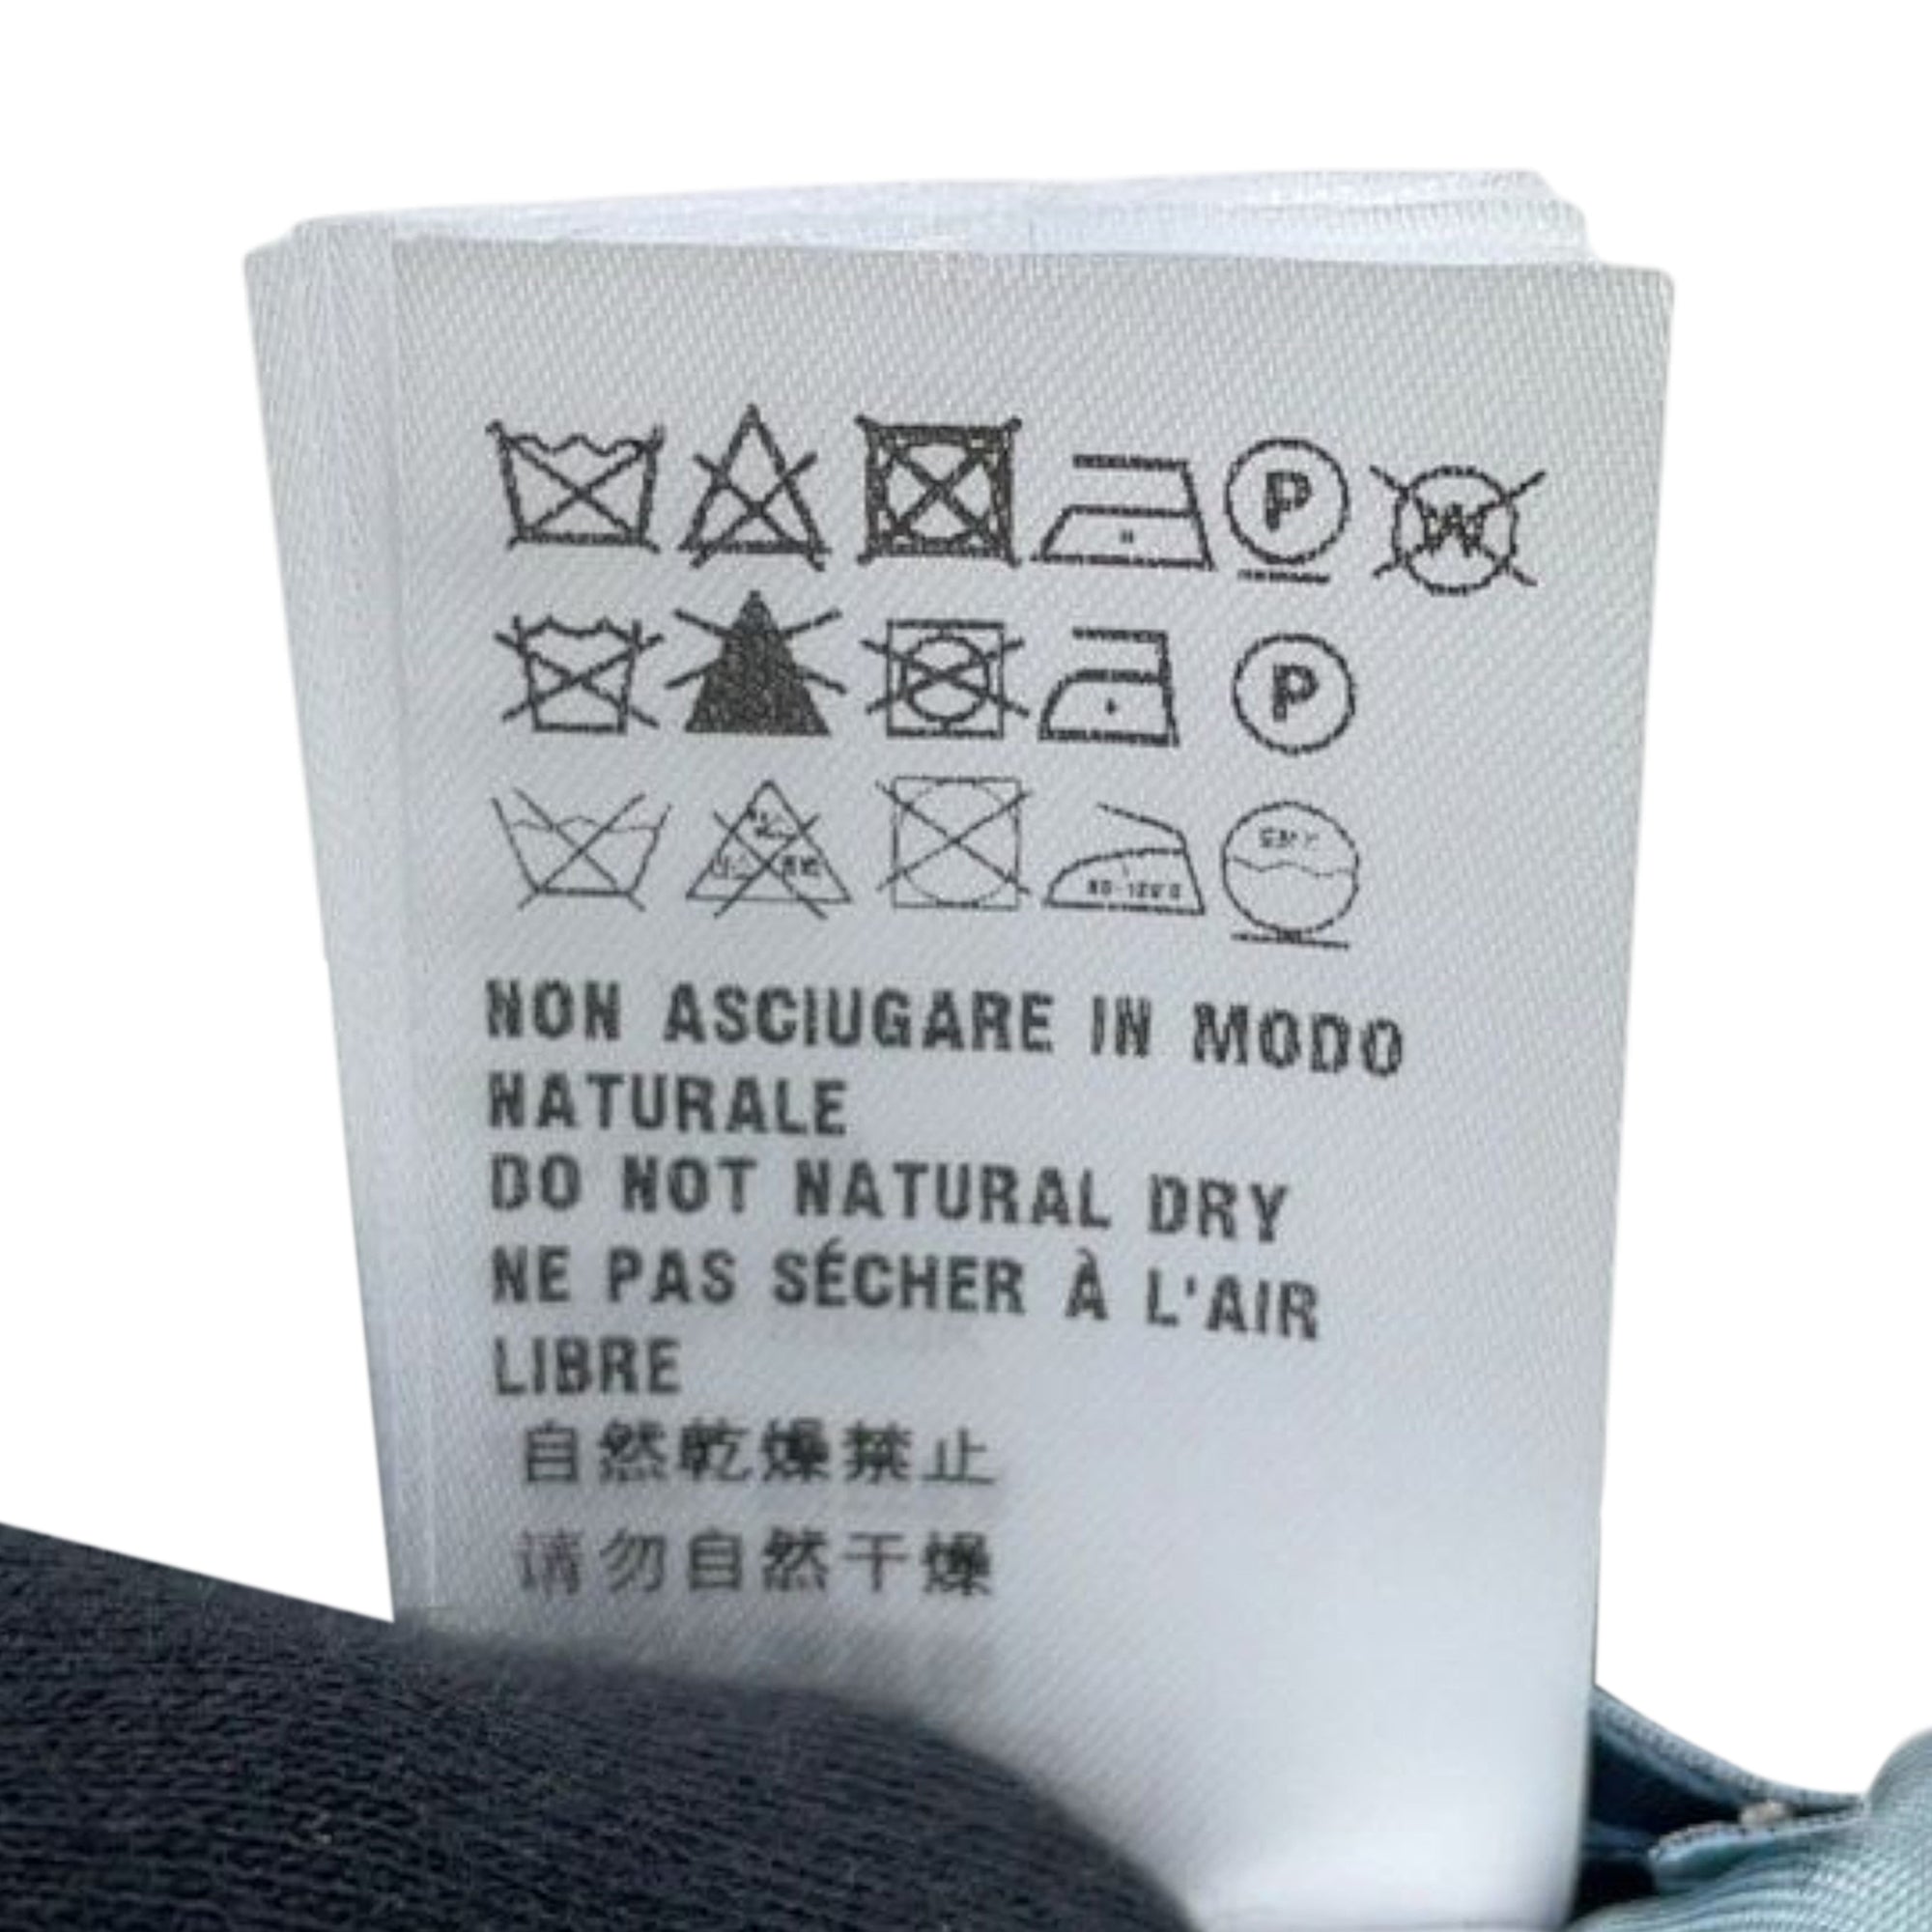 P W
P
NON ASCIUGARE IN MODO
NATURALE
DO NOT NATURAL DRY
NE PAS SÉCHER À L'AIR
LIBRE
自然乾燥禁止
请勿自然干燥